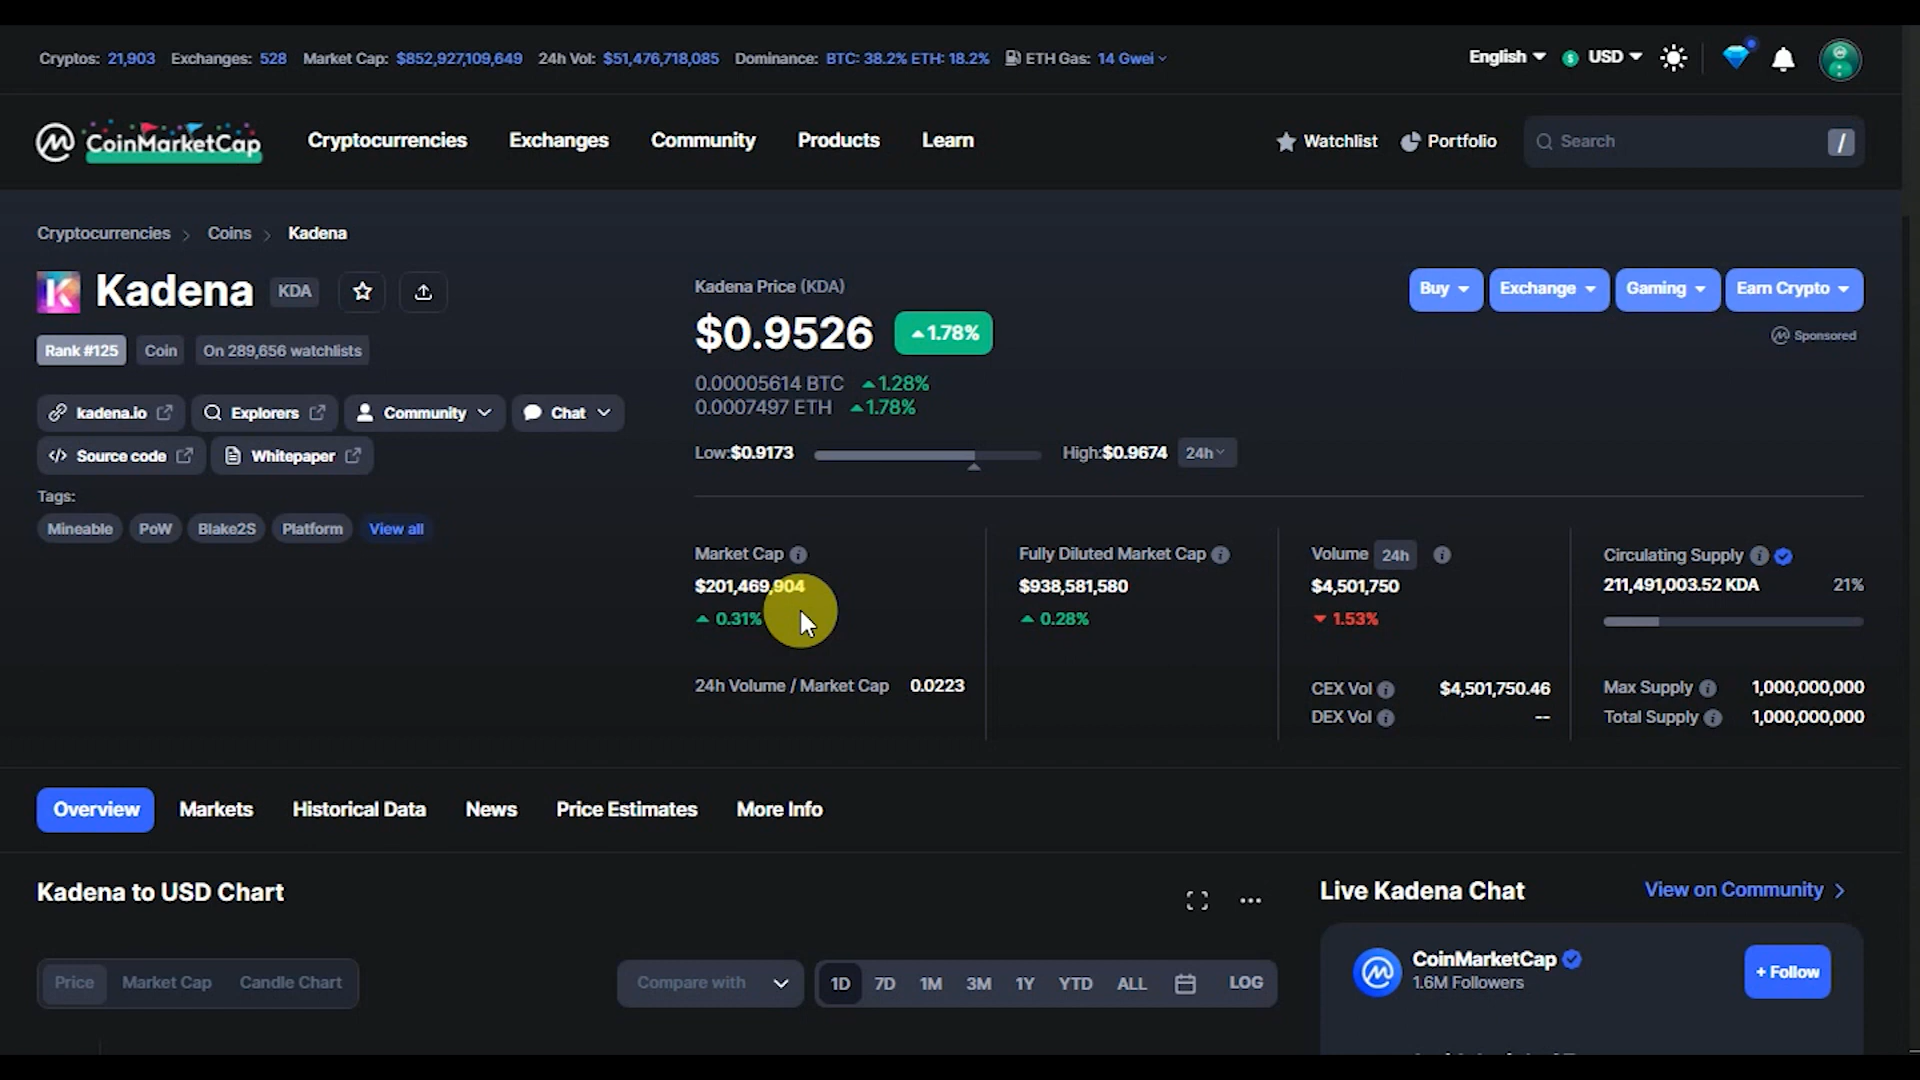 Cryptos: 21,903 Exchanges: 528 Market Cap: $852,927,109,649 24h Vol: $51,476,718,085 Dominance: BTC: 38.2% ETH: 18.2% ETH Gas: 14 Gwei English USD
CoinMarketCap Cryptocurrencies Exchanges Community Products Learn Watchlist Portfolio Search /
Cryptocurrencies Coins Kadena
Kadena KDA
Rank #125 Coin On 289,656 watchlists
kadena.io Explorers Community Chat
Source code Whitepaper
Tags:
Mineable PoW Blake2S Platform View all
Kadena Price (KDA)
$0.9526 1.78%
0.00005614 BTC 1.28%
0.0007497 ETH 1.78%
Low:$0.9173 High:$0.9674 24h
Buy Exchange Gaming Earn Crypto
Sponsored
Market Cap
$201,469,904
0.31%
24h Volume / Market Cap 0.0223
Fully Diluted Market Cap
$938,581,580
0.28%
Volume 24h
$4,501,750
1.53%
CEX Vol $4,501,750.46
DEX Vol --
Circulating Supply
211,491,003.52 KDA 21%
Max Supply 1,000,000,000
Total Supply 1,000,000,000
Overview Markets Historical Data News Price Estimates More Info
Kadena to USD Chart
Price Market Cap Candle Chart Compare with 1D 7D 1M 3M 1Y YTD ALL LOG
Live Kadena Chat View on Community
CoinMarketCap
1.6M Followers
+ Follow